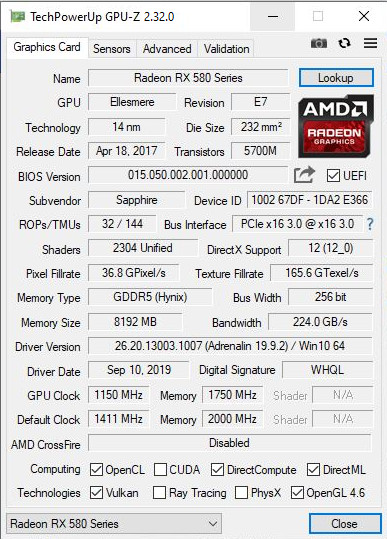 TechPowerUp GPU-Z 2.32.0
Graphics Card Sensors Advanced Validation
Name Radeon RX 580 Series Lookup
GPU Ellesmere Revision E7
Technology 14 nm Die Size 232 mm²
Release Date Apr 18, 2017 Transistors 5700M
AMD
RADEON
GRAPHICS
BIOS Version 015.050.002.001.000000 UEFI
Subvendor Sapphire Device ID 1002 67DF - 1DA2 E366
ROPs/TMUs 32 / 144 Bus Interface PCIe x16 3.0 @ x16 3.0 ?
Shaders 2304 Unified DirectX Support 12 (12_0)
Pixel Fillrate 36.8 GPixel/s Texture Fillrate 165.6 GTexel/s
Memory Type GDDR5 (Hynix) Bus Width 256 bit
Memory Size 8192 MB Bandwidth 224.0 GB/s
Driver Version 26.20.13003.1007 (Adrenalin 19.9.2) / Win10 64
Driver Date Sep 10, 2019 Digital Signature WHQL
GPU Clock 1150 MHz Memory 1750 MHz Shader N/A
Default Clock 1411 MHz Memory 2000 MHz Shader N/A
AMD CrossFire Disabled
Computing OpenCL CUDA DirectCompute DirectML
Technologies Vulkan Ray Tracing PhysX OpenGL 4.6
Radeon RX 580 Series Close